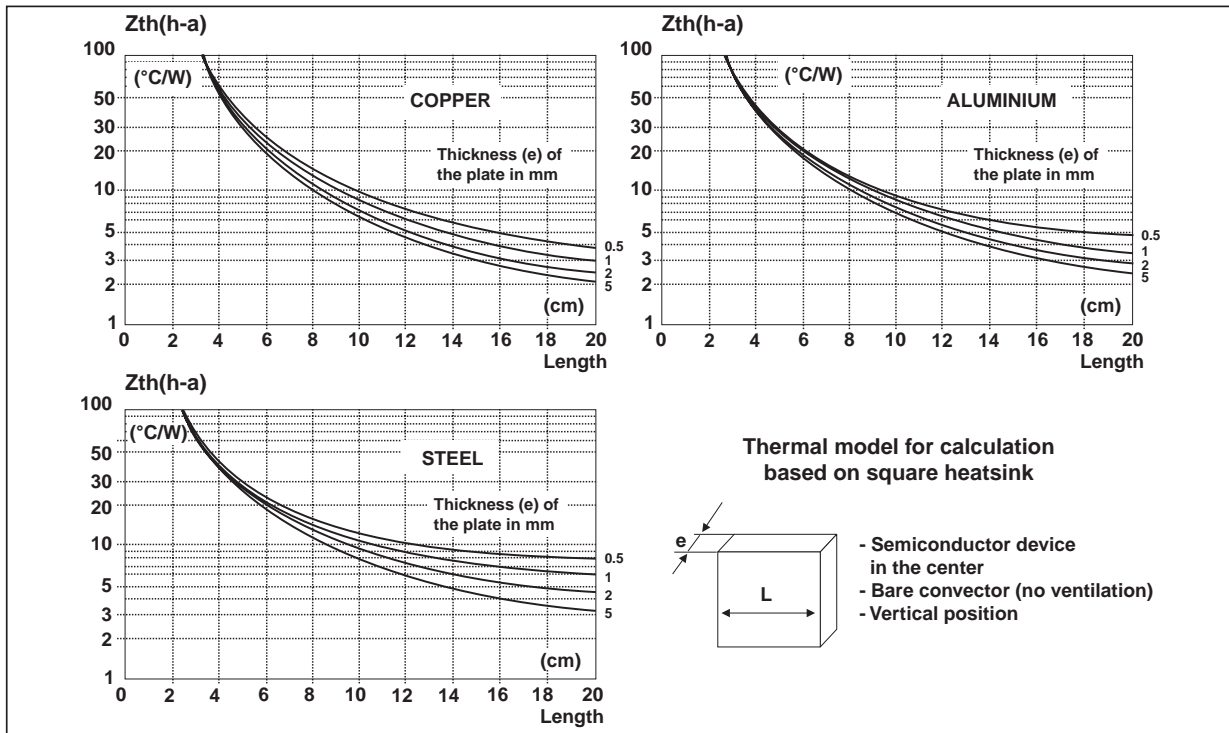 Zth(h-a)
100
(°C/W)
50
COPPER
30
20
Thickness (e) of
the plate in mm
10
5
0.5
3
1
2
2
5
(cm)
1
0 2 4 6 8 10 12 14 16 18 20
Length
Zth(h-a)
100
(°C/W)
50
ALUMINIUM
30
20
Thickness (e) of
the plate in mm
10
5
0.5
3
1
2
2
5
(cm)
1
0 2 4 6 8 10 12 14 16 18 20
Length
Zth(h-a)
100
(°C/W)
50
STEEL
30
20
Thickness (e) of
the plate in mm
10
0.5
5
1
2
3
5
2
(cm)
1
0 2 4 6 8 10 12 14 16 18 20
Length
Thermal model for calculation
based on square heatsink
e
L
- Semiconductor device
in the center
- Bare convector (no ventilation)
- Vertical position